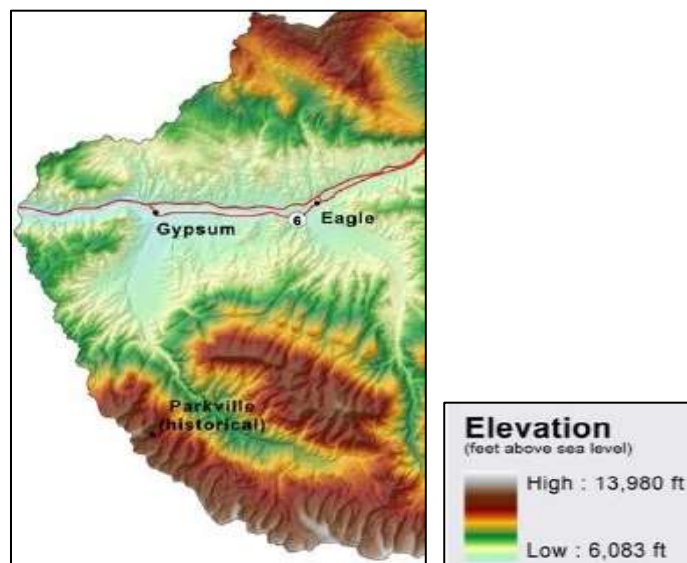 Eagle
6
Gypsum
Parkville
(historical)
Elevation
(feet above sea level)
High : 13,980 ft
Low : 6,083 ft